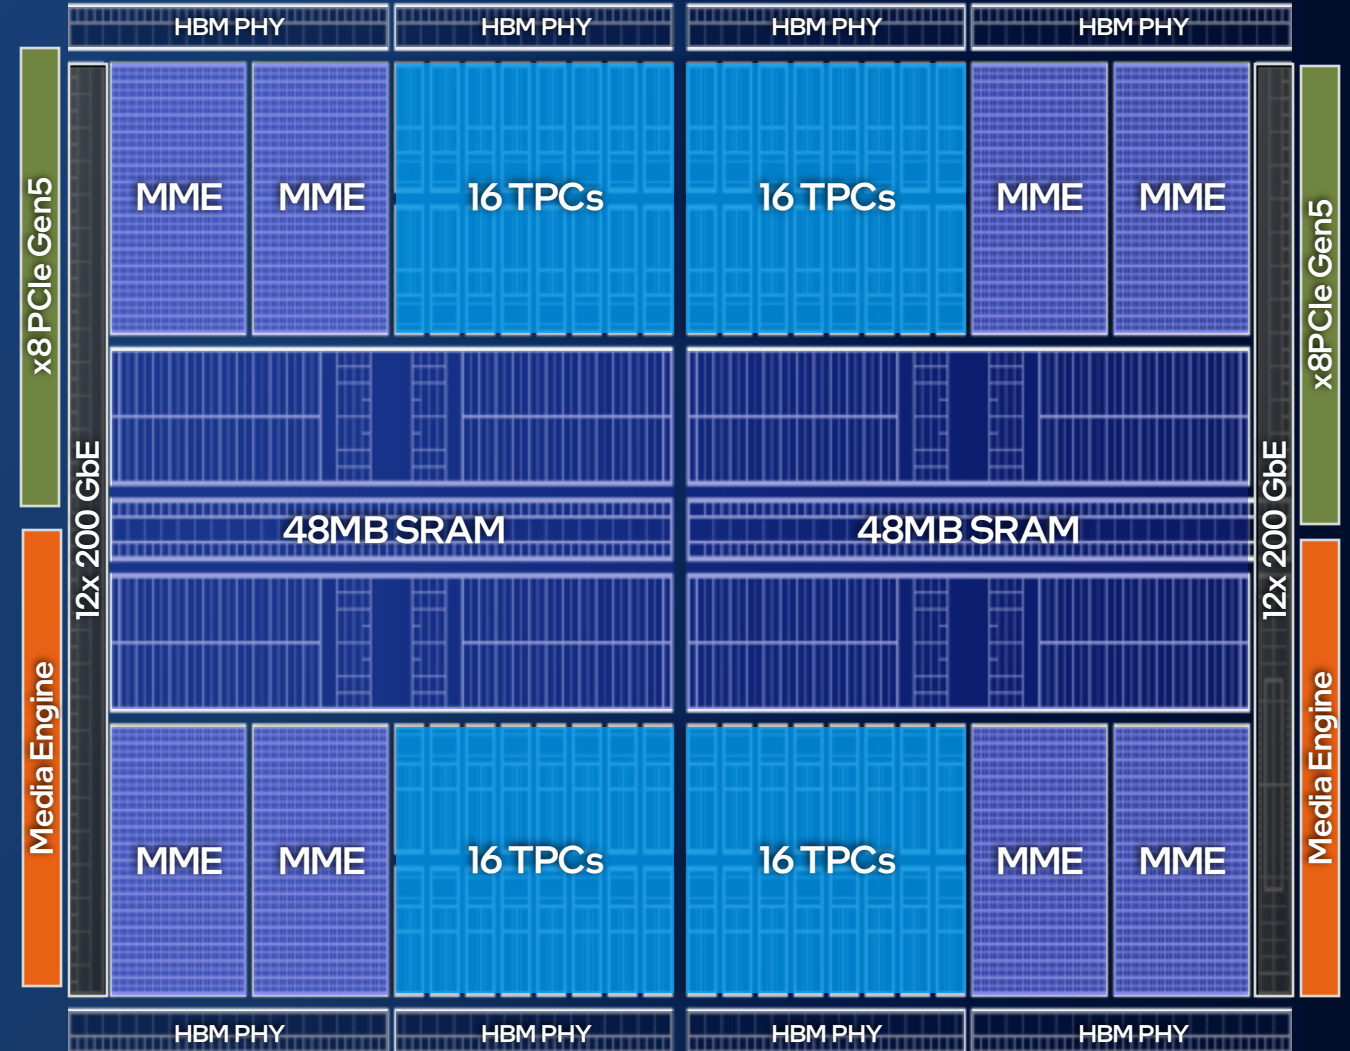 HBM PHY
HBM PHY
HBM PHY
HBM PHY
x8 PCIe Gen5
MME
MME
16 TPCs
16 TPCs
MME
MME
x8PCIe Gen5
12x 200 GbE
48MB SRAM
48MB SRAM
12x 200 GbE
Media Engine
MME
MME
16 TPCs
16 TPCs
MME
MME
Media Engine
HBM PHY
HBM PHY
HBM PHY
HBM PHY